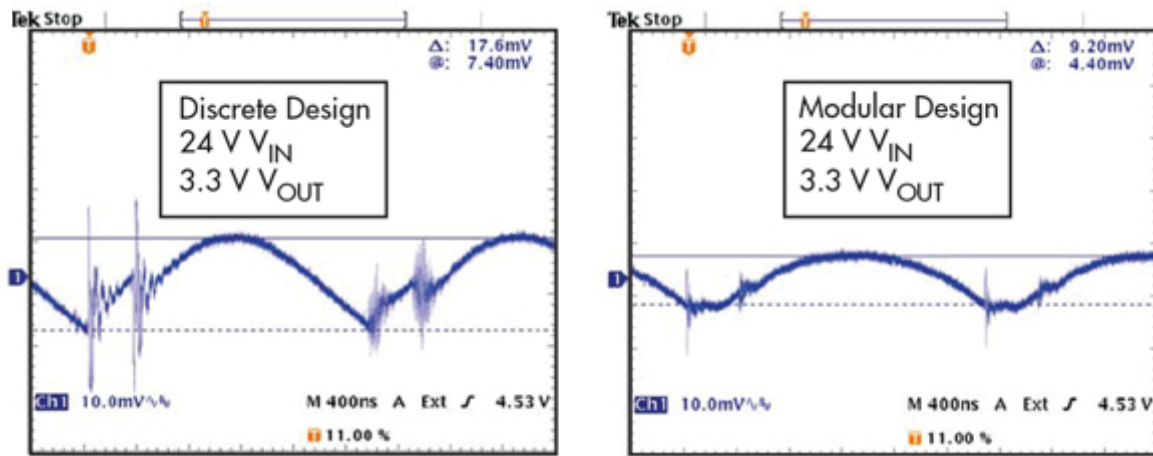 Tek Stop
T
T
Δ: 17.6mV
@: 7.40mV
Discrete Design
24 V VIN
3.3 V VOUT
1
Ch1 10.0mV∿
M 400ns A Ext ƒ 4.53 V
T 11.00 %
Tek Stop
T
T
Δ: 9.20mV
@: 4.40mV
Modular Design
24 V VIN
3.3 V VOUT
1
Ch1 10.0mV∿
M 400ns A Ext ƒ 4.53 V
T 11.00 %